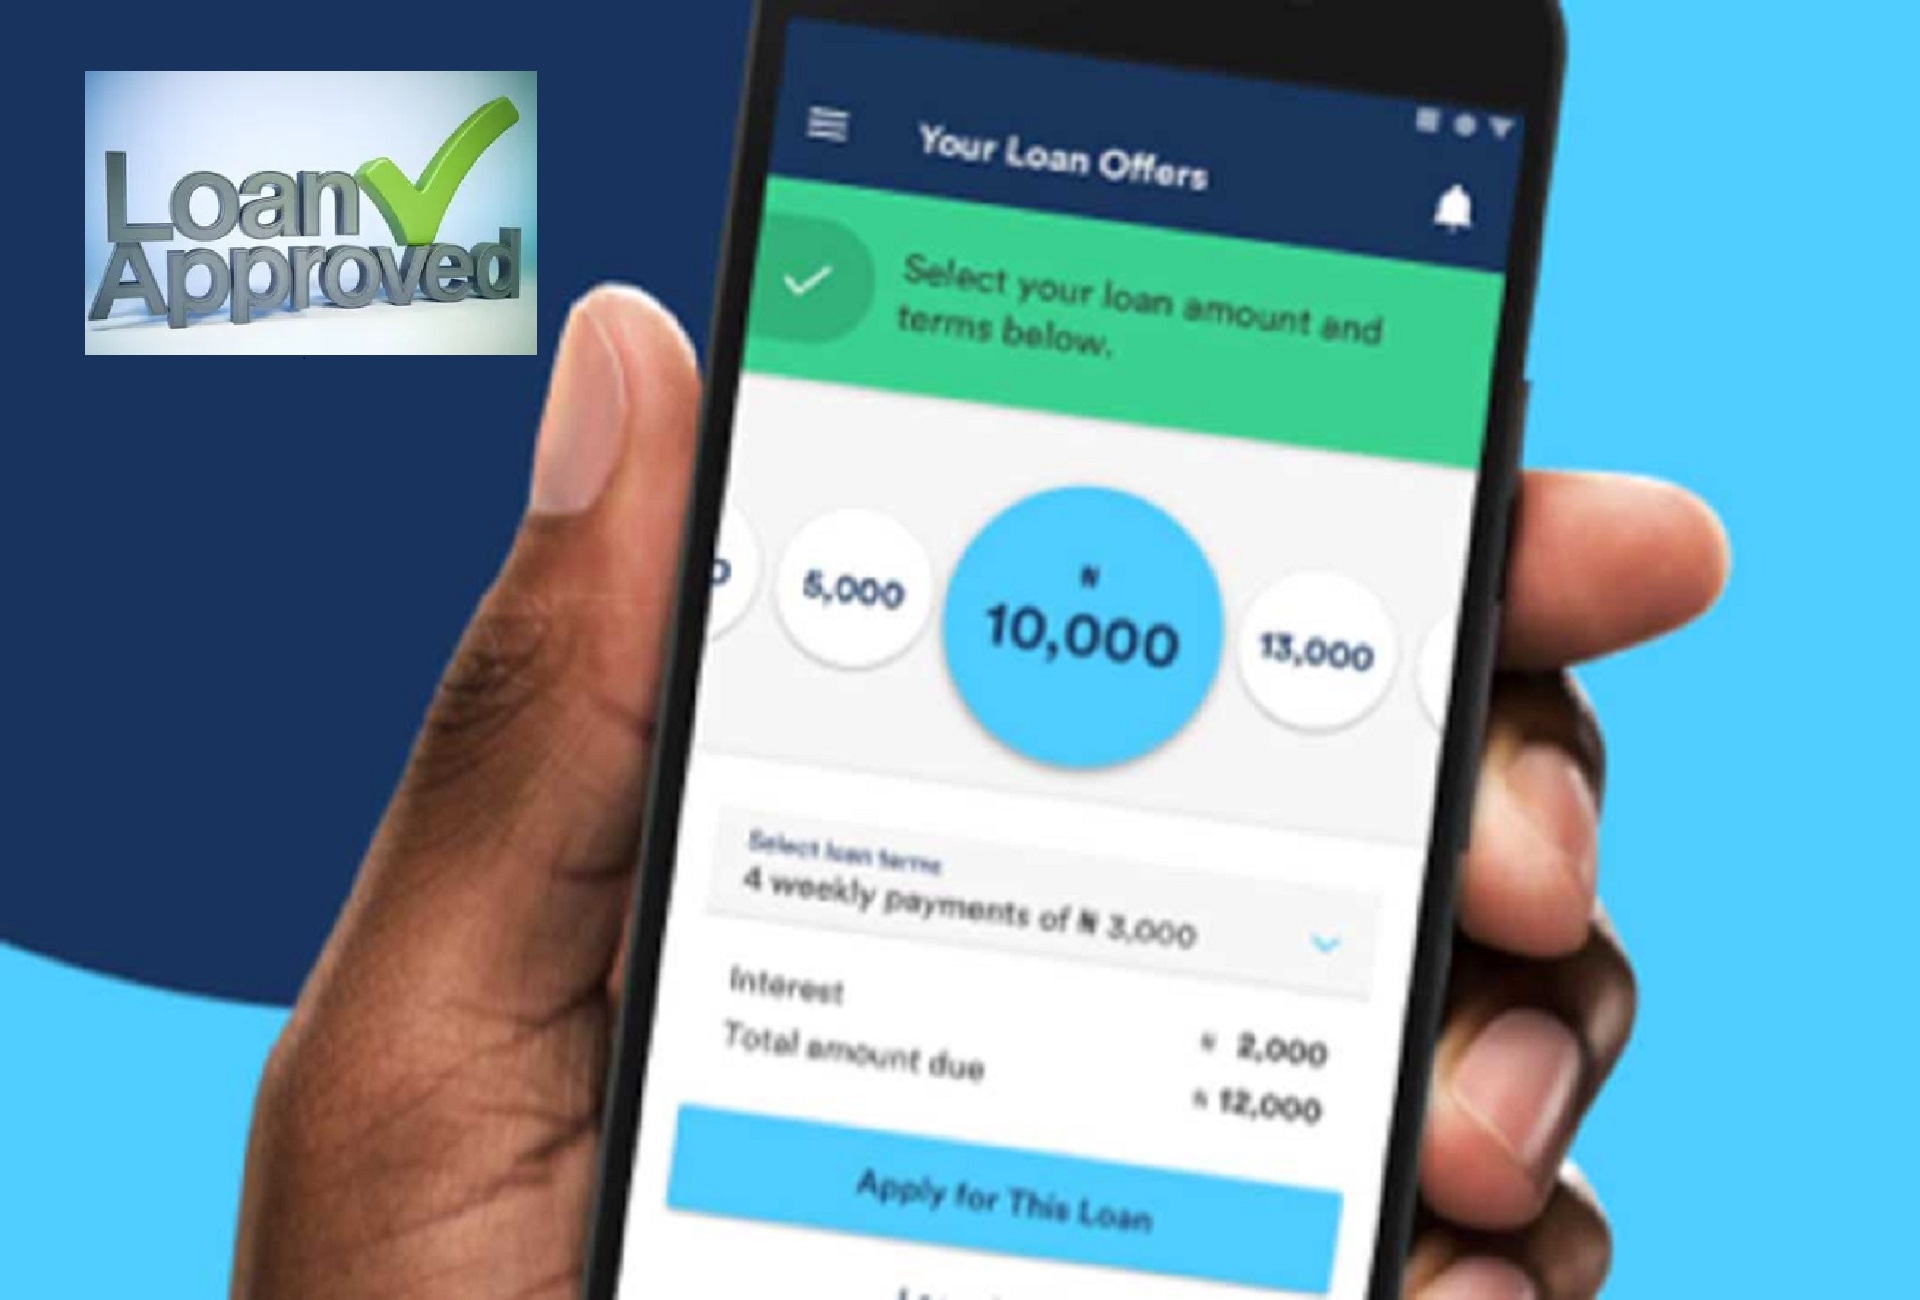 Loan
Approved
Your Loan Offers
Select your loan amount and
terms below.
5,000
₦
10,000
13,000
Select loan terms
4 weekly payments of ₦ 3,000
Interest
₦ 2,000
Total amount due
₦ 12,000
Apply for This Loan